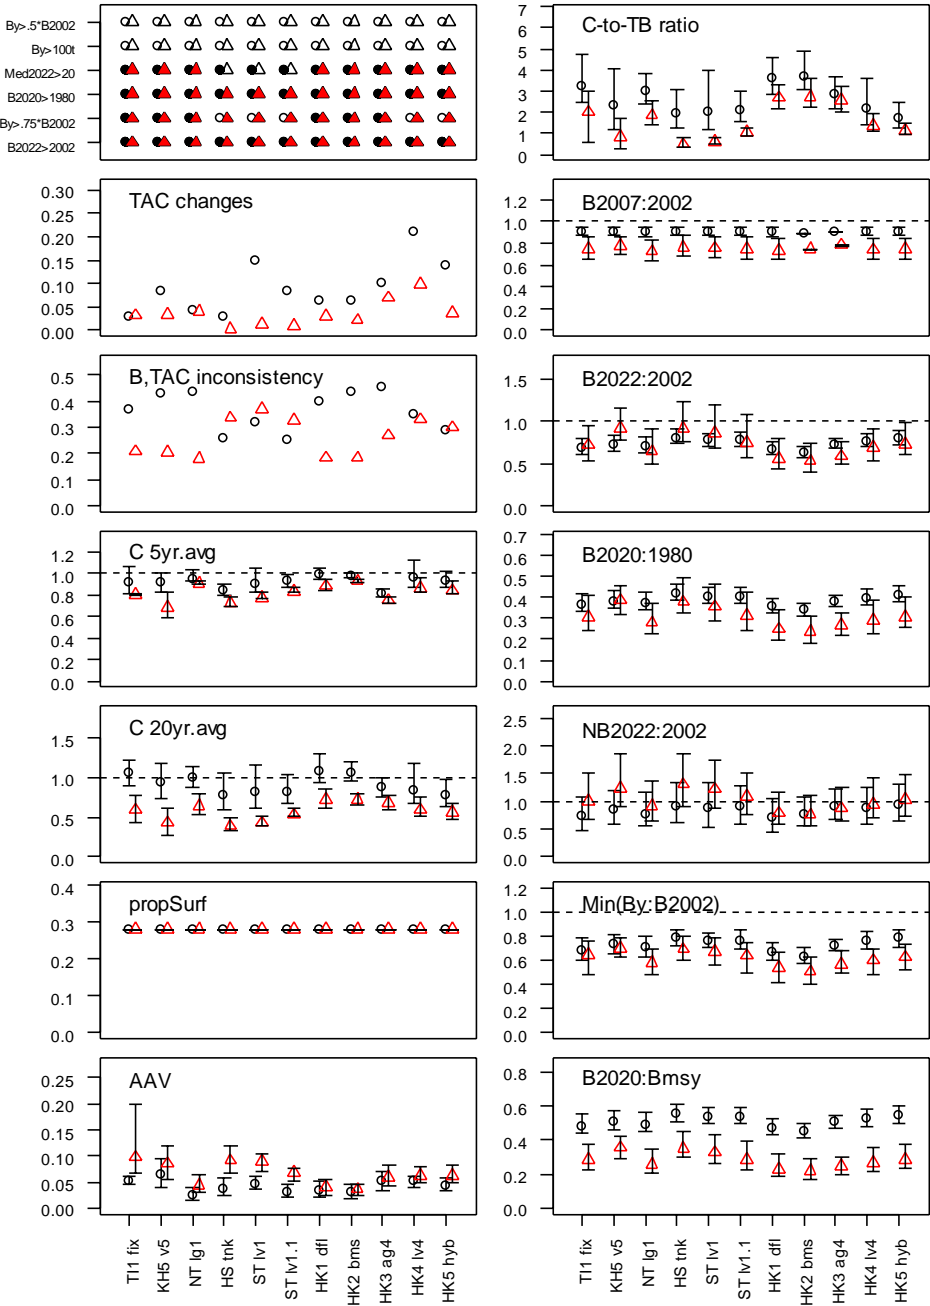 By>.5*B2002
By>100t
Med2022>20
B2020>1980
By>.75*B2002
B2022>2002
C-to-TB ratio
7
6
5
4
3
2
1
0
TAC changes
0.30
0.25
0.20
0.15
0.10
0.05
0.00
B2007:2002
1.2
1.0
0.8
0.6
0.4
0.2
0.0
B,TAC inconsistency
0.5
0.4
0.3
0.2
0.1
0.0
B2022:2002
1.5
1.0
0.5
0.0
C 5yr.avg
1.2
1.0
0.8
0.6
0.4
0.2
0.0
B2020:1980
0.7
0.6
0.5
0.4
0.3
0.2
0.1
0.0
C 20yr.avg
1.5
1.0
0.5
0.0
NB2022:2002
2.5
2.0
1.5
1.0
0.5
0.0
propSurf
0.4
0.3
0.2
0.1
0.0
Min(By:B2002)
1.2
1.0
0.8
0.6
0.4
0.2
0.0
AAV
0.25
0.20
0.15
0.10
0.05
0.00
B2020:Bmsy
0.8
0.6
0.4
0.2
0.0
TI1 fix
KH5 v5
NT lg1
HS tnk
ST lv1
ST lv1.1
HK1 dfl
HK2 bms
HK3 ag4
HK4 lv4
HK5 hyb
TI1 fix
KH5 v5
NT lg1
HS tnk
ST lv1
ST lv1.1
HK1 dfl
HK2 bms
HK3 ag4
HK4 lv4
HK5 hyb